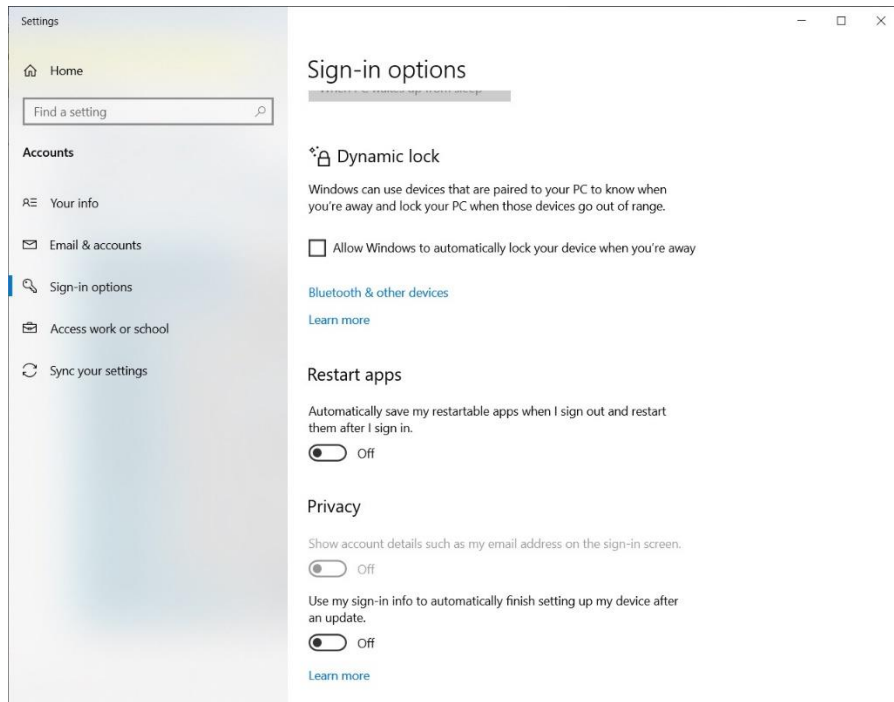 Settings
Home
Find a setting
Accounts
Your info
Email & accounts
Sign-in options
Access work or school
Sync your settings
Sign-in options
When PC wakes up from sleep
Dynamic lock
Windows can use devices that are paired to your PC to know when
you're away and lock your PC when those devices go out of range.
Allow Windows to automatically lock your device when you're away
Bluetooth & other devices
Learn more
Restart apps
Automatically save my restartable apps when I sign out and restart
them after I sign in.
Off
Privacy
Show account details such as my email address on the sign-in screen.
Off
Use my sign-in info to automatically finish setting up my device after
an update.
Off
Learn more